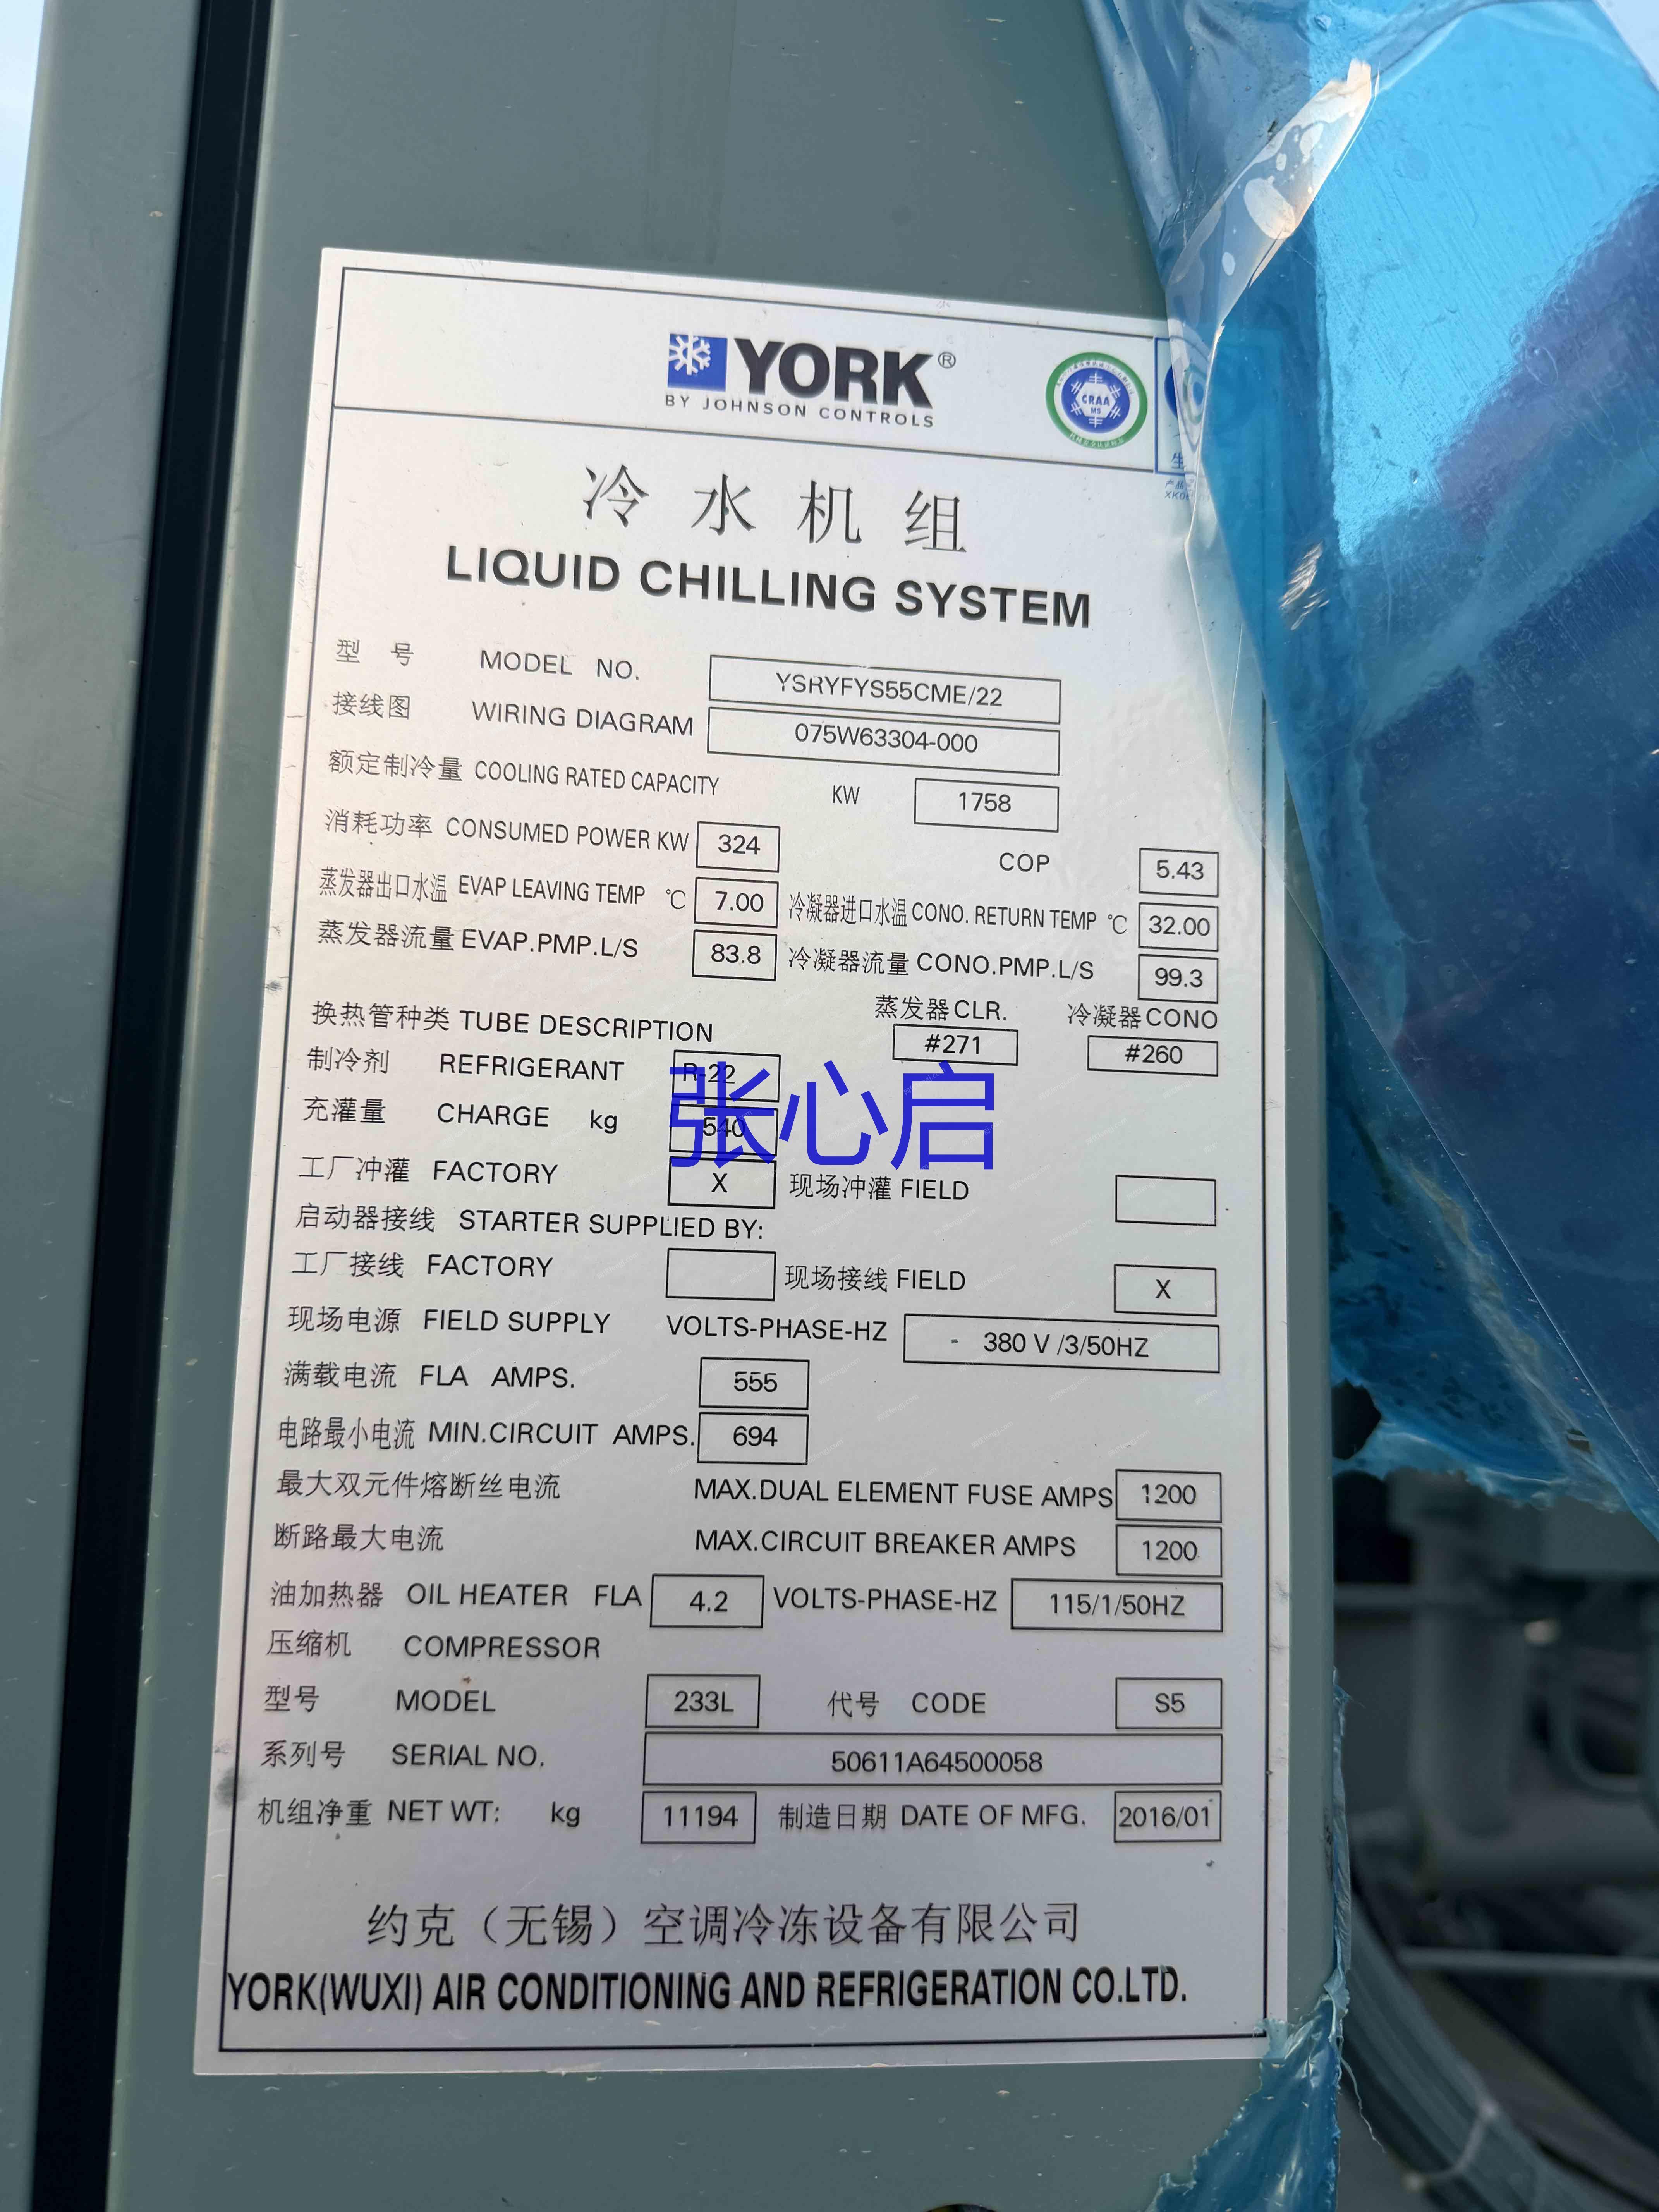 YORK®
BY JOHNSON CONTROLS
CRAA
MS
生
产品
XK06
冷水机组
LIQUID CHILLING SYSTEM
型 号 MODEL NO. YSRYFYS55CME/22
接线图 WIRING DIAGRAM 075W63304-000
额定制冷量 COOLING RATED CAPACITY KW 1758
消耗功率 CONSUMED POWER KW 324 COP 5.43
蒸发器出口水温 EVAP LEAVING TEMP ℃ 7.00 冷凝器进口水温 CONO. RETURN TEMP ℃ 32.00
蒸发器流量 EVAP.PMP.L/S 83.8 冷凝器流量 CONO.PMP.L/S 99.3
蒸发器 CLR. 冷凝器 CONO
换热管种类 TUBE DESCRIPTION #271 #260
制冷剂 REFRIGERANT R-22
充灌量 CHARGE kg 540
张心启
工厂冲灌 FACTORY X 现场冲灌 FIELD
启动器接线 STARTER SUPPLIED BY:
工厂接线 FACTORY 现场接线 FIELD X
现场电源 FIELD SUPPLY VOLTS-PHASE-HZ - 380 V /3/50HZ
满载电流 FLA AMPS. 555
电路最小电流 MIN.CIRCUIT AMPS. 694
最大双元件熔断丝电流 MAX.DUAL ELEMENT FUSE AMPS 1200
断路最大电流 MAX.CIRCUIT BREAKER AMPS 1200
油加热器 OIL HEATER FLA 4.2 VOLTS-PHASE-HZ 115/1/50HZ
压缩机 COMPRESSOR
型号 MODEL 233L 代号 CODE S5
系列号 SERIAL NO. 50611A64500058
机组净重 NET WT: kg 11194 制造日期 DATE OF MFG. 2016/01
约克（无锡）空调冷冻设备有限公司
YORK(WUXI) AIR CONDITIONING AND REFRIGERATION CO.LTD.